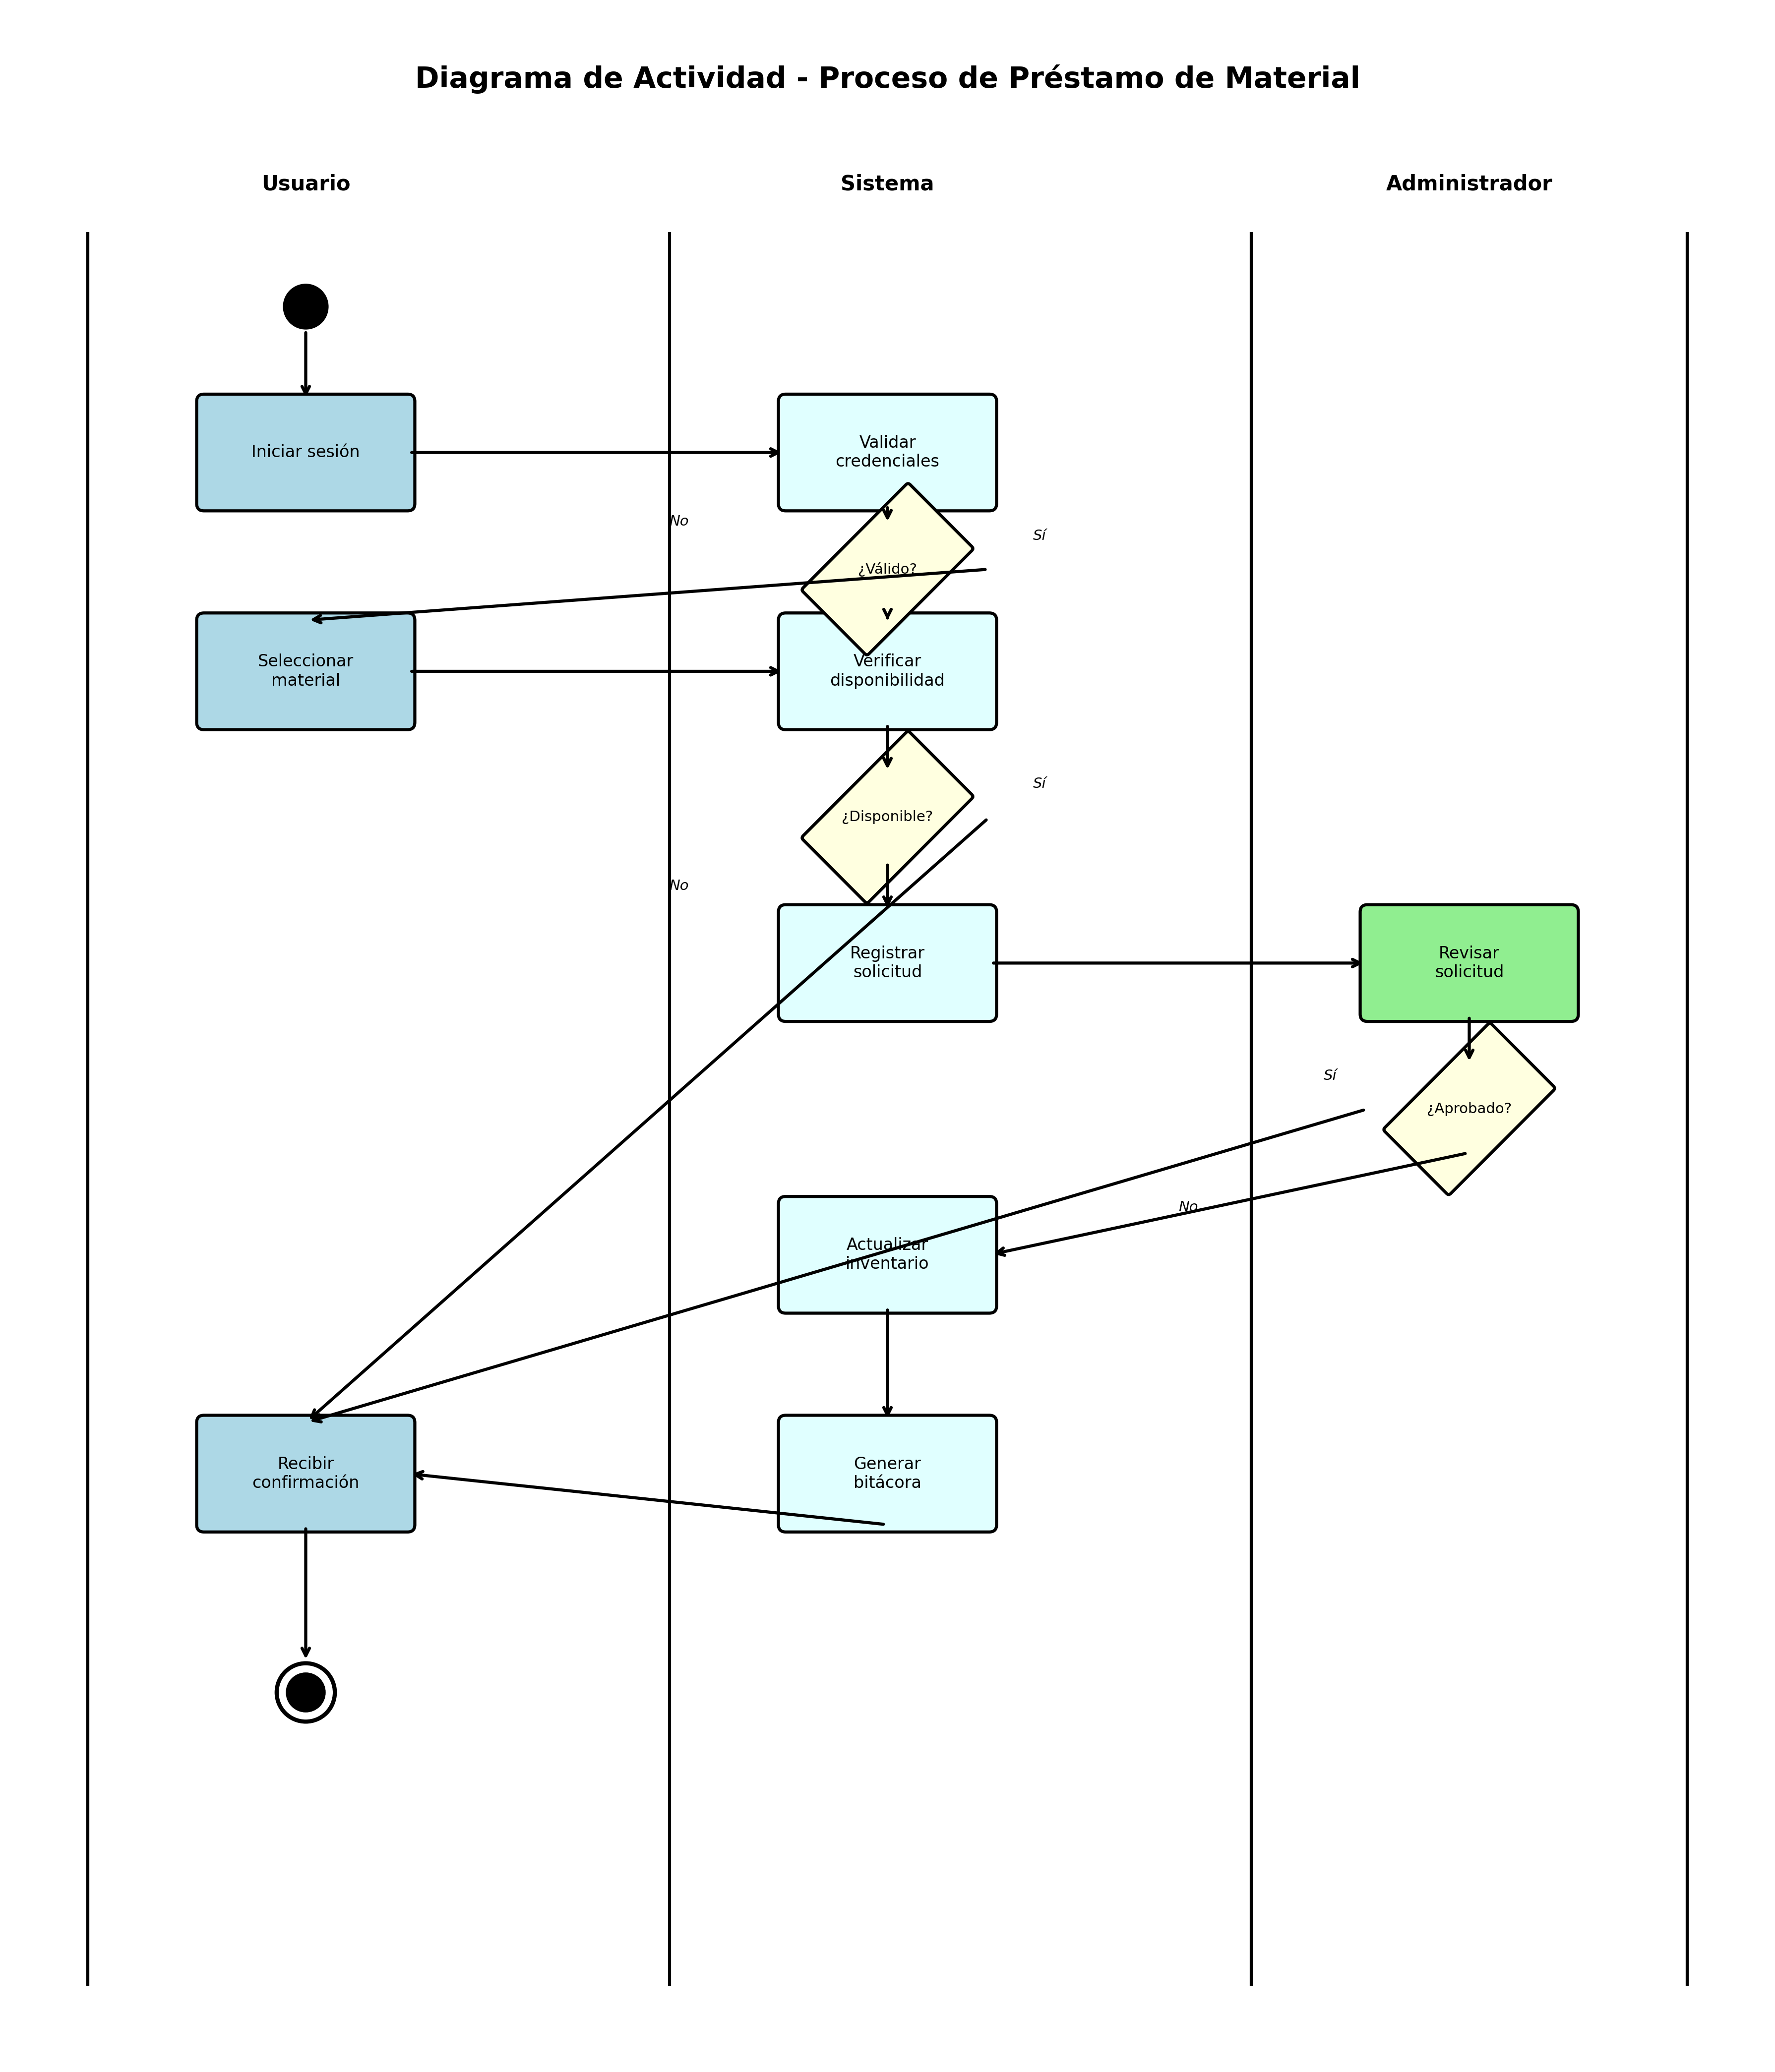 Diagrama de Actividad - Proceso de Préstamo de Material
Usuario
Sistema
Administrador
Iniciar sesión
Validar
credenciales
No
Sí
¿Válido?
Seleccionar
material
Verificar
disponibilidad
Sí
¿Disponible?
No
Registrar
solicitud
Revisar
solicitud
Sí
¿Aprobado?
No
Actualizar
inventario
Recibir
confirmación
Generar
bitácora